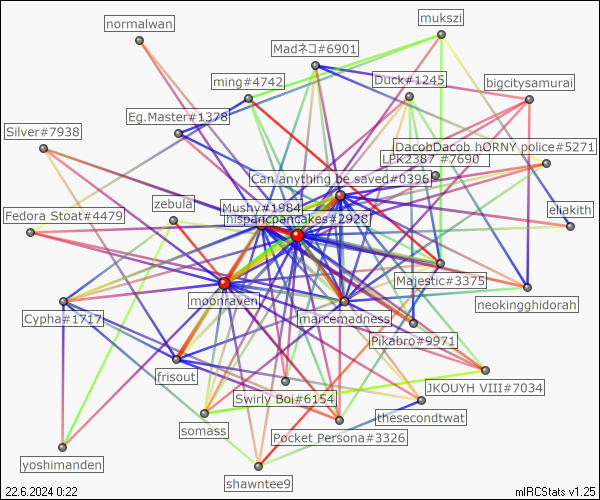 normalwan
mukszi
Madネコ#6901
ming#4742
Duck#1245
bigcitysamurai
Eg.Master#1378
Silver#7938
DacobDacob hORNY police#5271
LPK2387 #7690
Can anything be saved#0396
zebula
Mushy#1984
eliakith
Fedora Stoat#4479
hispanicpancakes#2928
Majestic#3375
moonraven
neokingghidorah
Cypha#1717
marcemadness
Pikabro#9971
frisout
JKOUYH VIII#7034
Swirly Boi#6154
thesecondtwat
somass
Pocket Persona#3326
yoshimanden
shawntee9
22.6.2024 0:22
mIRCStats v1.25